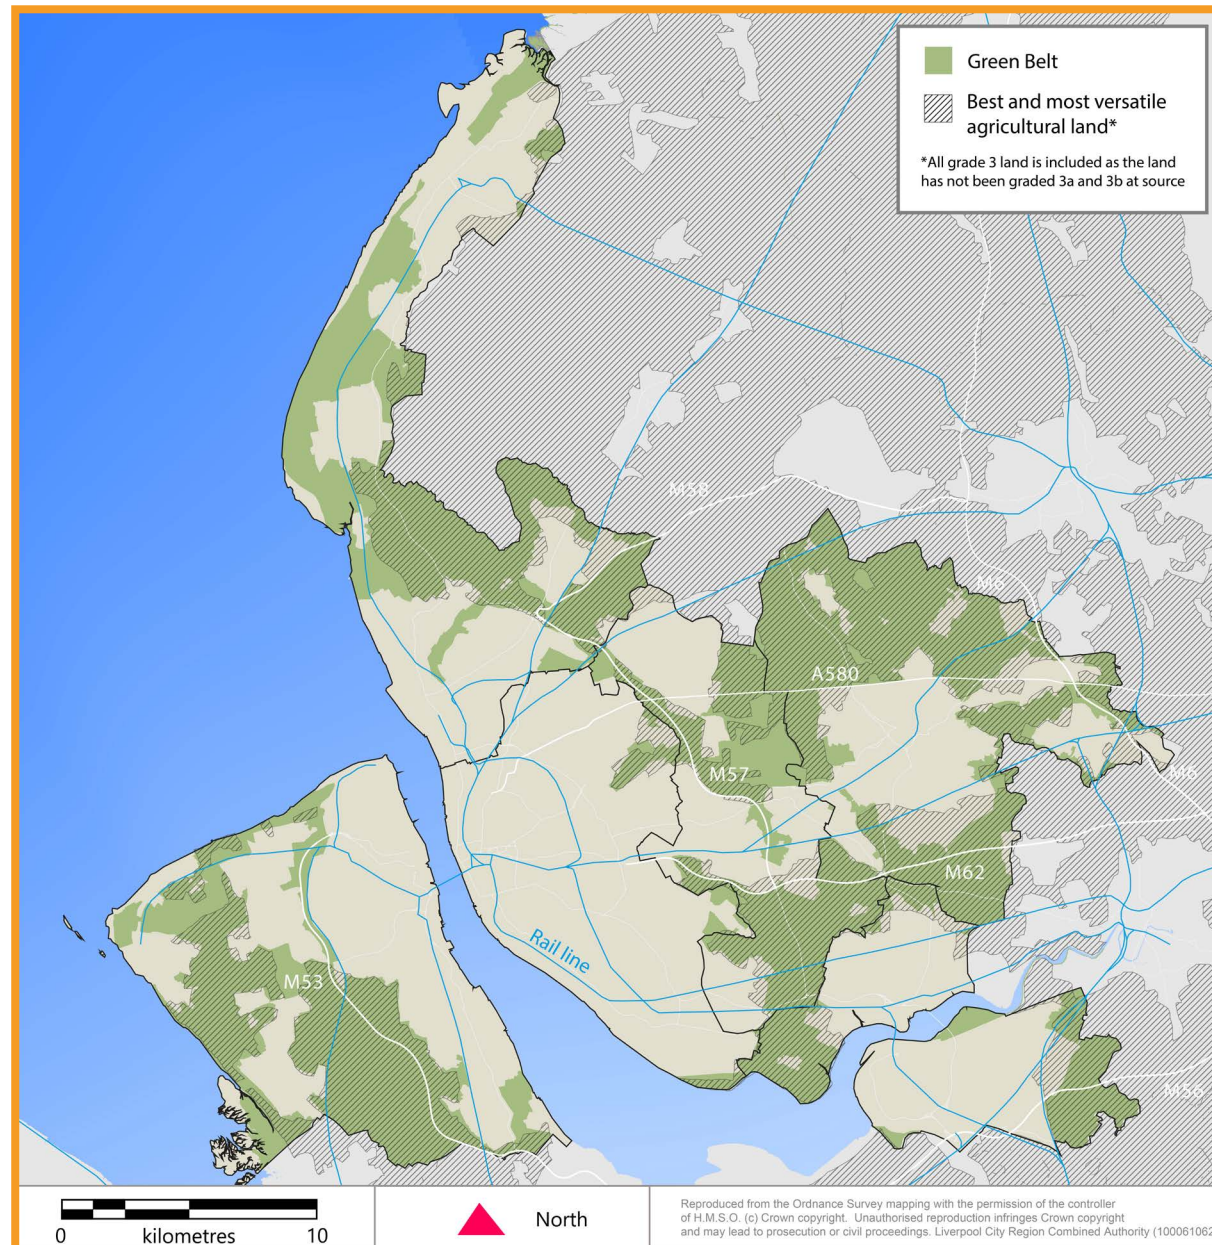 Green Belt
Best and most versatile
agricultural land*
*All grade 3 land is included as the land
has not been graded 3a and 3b at source
M58
M6
A580
M57
M6
M62
Rail line
M53
M56
0 kilometres 10
North
Reproduced from the Ordnance Survey mapping with the permission of the controller
of H.M.S.O. (c) Crown copyright. Unauthorised reproduction infringes Crown copyright
and may lead to prosecution or civil proceedings. Liverpool City Region Combined Authority (100061062